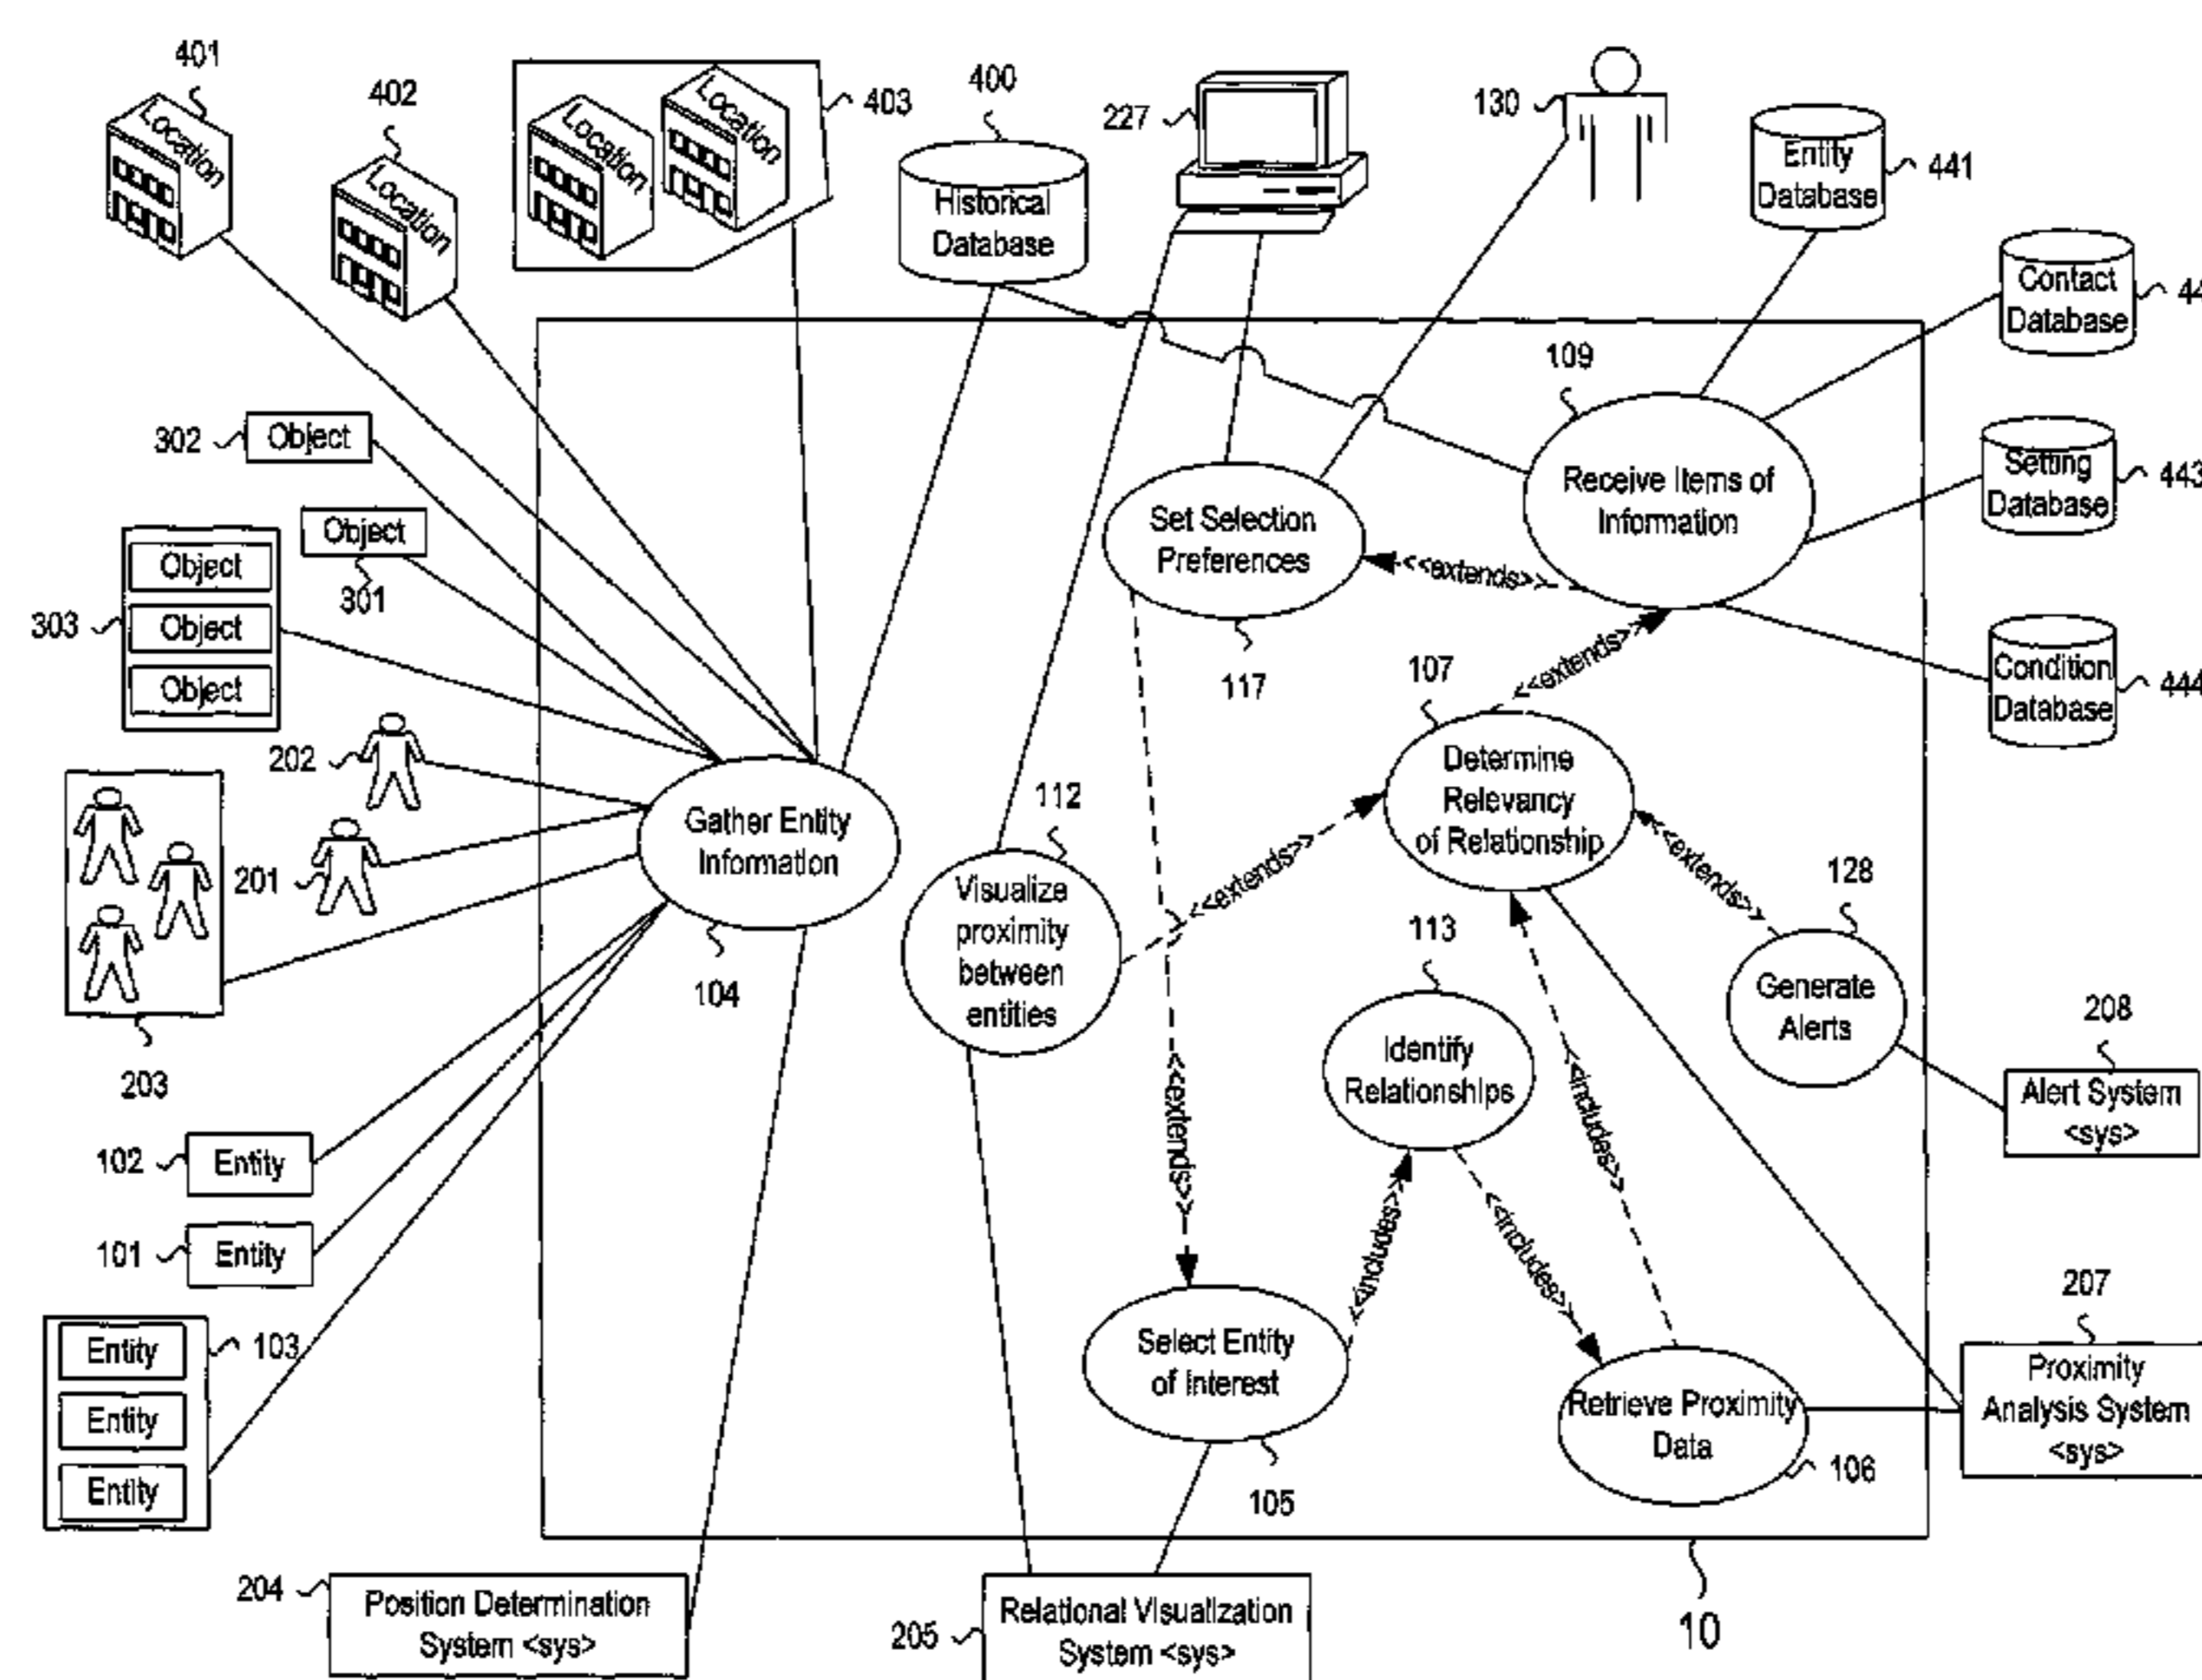 401
402
Location
Location
Location
Location
403
400
Historical
Database
227
130
Entity
Database
441
Contact
Database
44
Setting
Database
443
Condition
Database
444
109
Receive Items of
Information
Set Selection
Preferences
117
<<extends>>
<<extends>>
107
Determine
Relevancy
of Relationship
302
Object
Object
301
303
Object
Object
Object
202
201
203
Gather Entity
Information
104
112
Visualize
proximity
between
entities
<<extends>>
<<extends>>
128
Generate
Alerts
113
Identify
Relationships
208
Alert System
<sys>
<<extends>>
<<includes>>
<<includes>>
<<includes>>
102
Entity
101
Entity
103
Entity
Entity
Entity
Select Entity
of Interest
105
Retrieve Proximity
Data
106
207
Proximity
Analysis System
<sys>
204
Position Determination
System <sys>
205
Relational Visualization
System <sys>
10